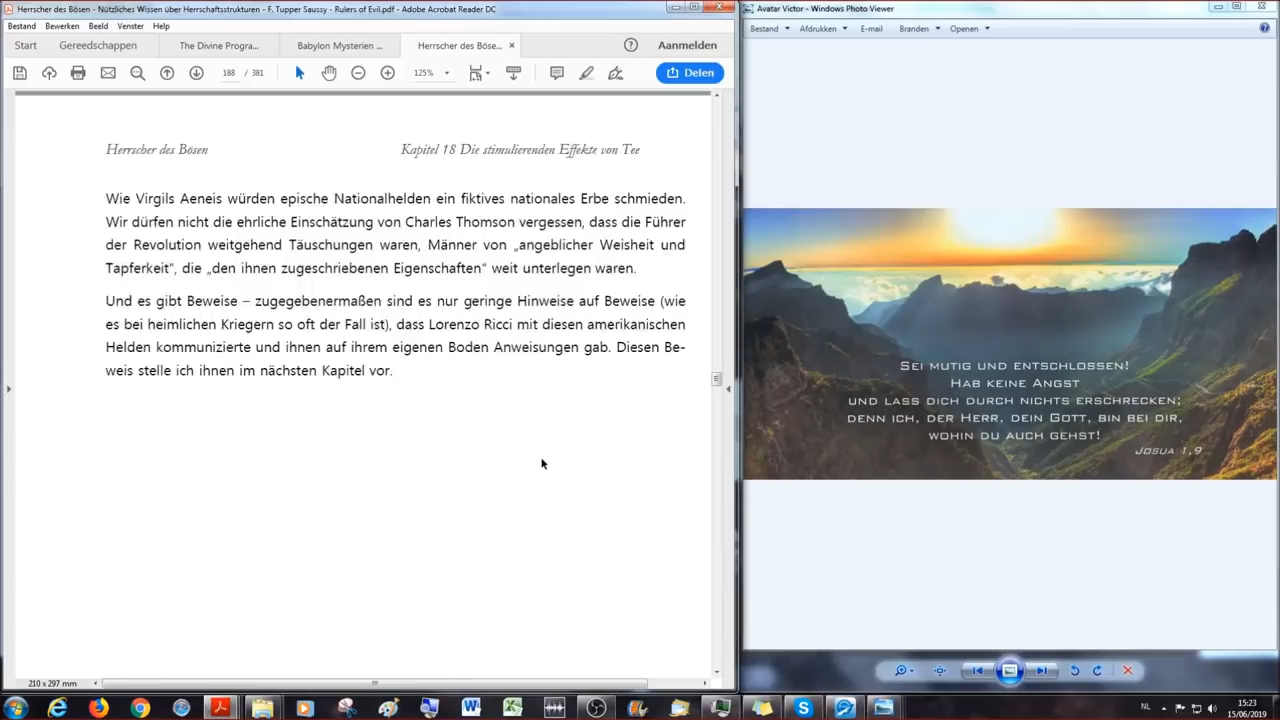 Herrscher des Bösen - Nützliches Wissen über Herrschaftsstrukturen - F. Tupper Saussy - Rulers of Evil.pdf - Adobe Acrobat Reader DC
Bestand Bewerken Beeld Venster Help
Start Gereedschappen The Divine Progra... Babylon Mysterien ... Herrscher des Böse... × Aanmelden
188 / 381 125% Delen
Herrscher des Bösen Kapitel 18 Die stimulierenden Effekte von Tee
Wie Virgils Aeneis würden epische Nationalhelden ein fiktives nationales Erbe schmieden.
Wir dürfen nicht die ehrliche Einschätzung von Charles Thomson vergessen, dass die Führer
der Revolution weitgehend Täuschungen waren, Männer von „angeblicher Weisheit und
Tapferkeit“, die „den ihnen zugeschriebenen Eigenschaften“ weit unterlegen waren.
Und es gibt Beweise – zugegebenermaßen sind es nur geringe Hinweise auf Beweise (wie
es bei heimlichen Kriegern so oft der Fall ist), dass Lorenzo Ricci mit diesen amerikanischen
Helden kommunizierte und ihnen auf ihrem eigenen Boden Anweisungen gab. Diesen Be-
weis stelle ich ihnen im nächsten Kapitel vor.
210 x 297 mm
Avatar Victor - Windows Photo Viewer
Bestand Afdrukken E-mail Branden Openen
Sei mutig und entschlossen!
Hab keine Angst
und lass dich durch nichts erschrecken;
denn ich, der Herr, dein Gott, bin bei dir,
wohin du auch gehst!
Josua 1,9
NL 15:23
15/06/2019